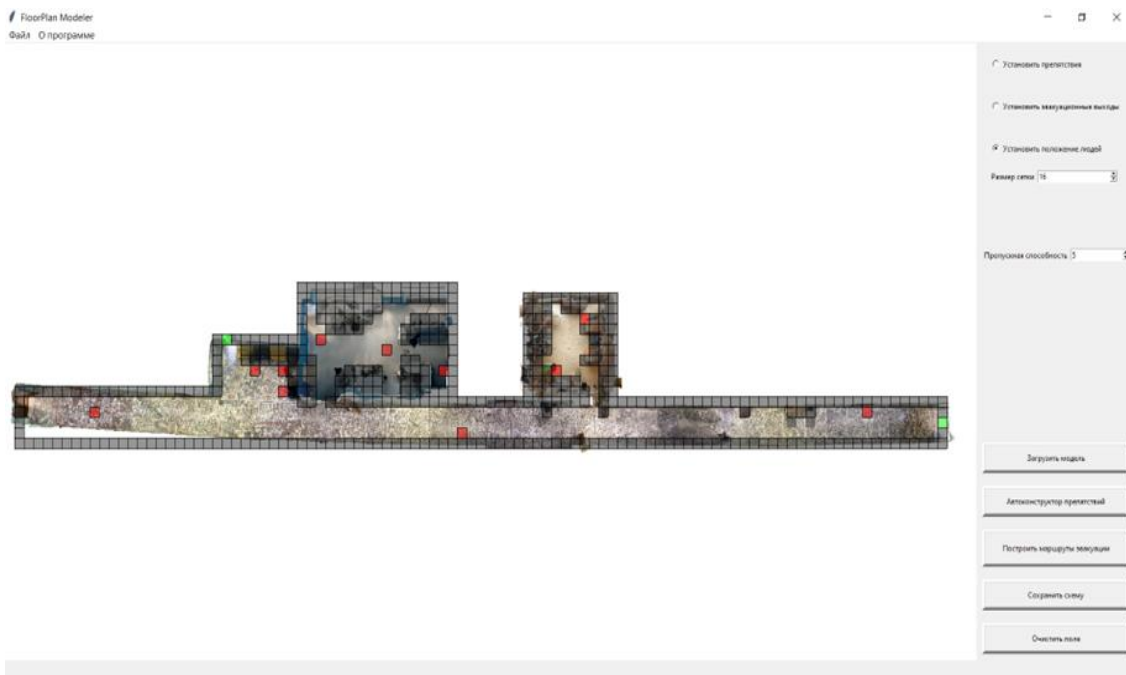 FloorPlan Modeler
Файл О программе
Установить препятствия
Установить эвакуационные выходы
Установить положение людей
Размер сетки 16
Пропускная способность 5
Загрузить модель
Автоконструктор препятствий
Построить маршруты эвакуации
Сохранить схему
Очистить поле